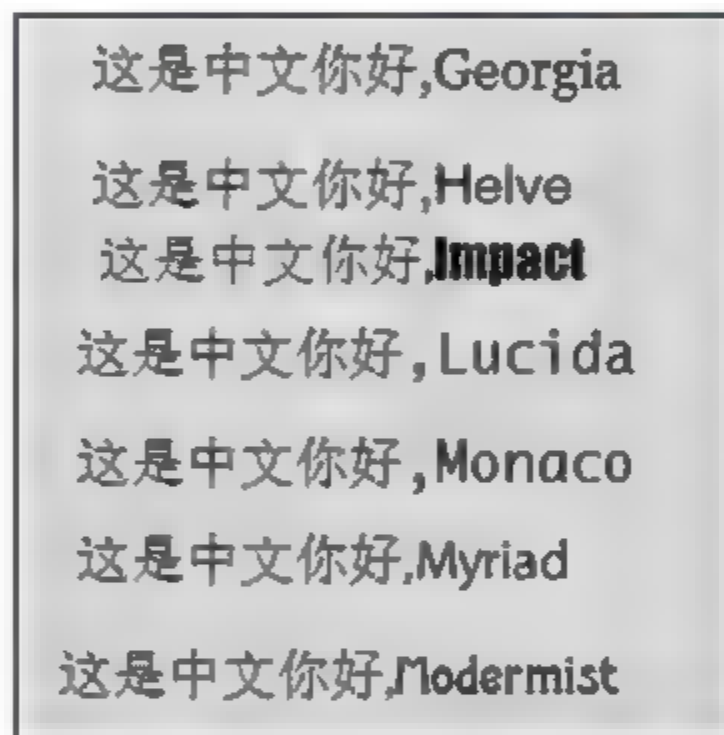 这是中文你好,Georgia
这是中文你好,Helve
这是中文你好,Impact
这是中文你好,Lucida
这是中文你好,Monaco
这是中文你好,Myriad
这是中文你好,Modermist